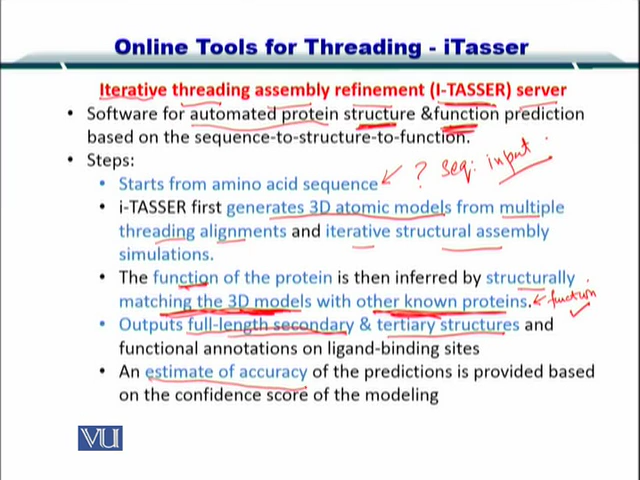 Online Tools for Threading - iTasser
Iterative threading assembly refinement (I-TASSER) server
• Software for automated protein structure &function prediction
based on the sequence-to-structure-to-function.
• Steps:
? seq: input
• Starts from amino acid sequence
• i-TASSER first generates 3D atomic models from multiple
threading alignments and iterative structural assembly
simulations.
• The function of the protein is then inferred by structurally
matching the 3D models with other known proteins.
function
• Outputs full-length secondary & tertiary structures and
functional annotations on ligand-binding sites
• An estimate of accuracy of the predictions is provided based
on the confidence score of the modeling
VU